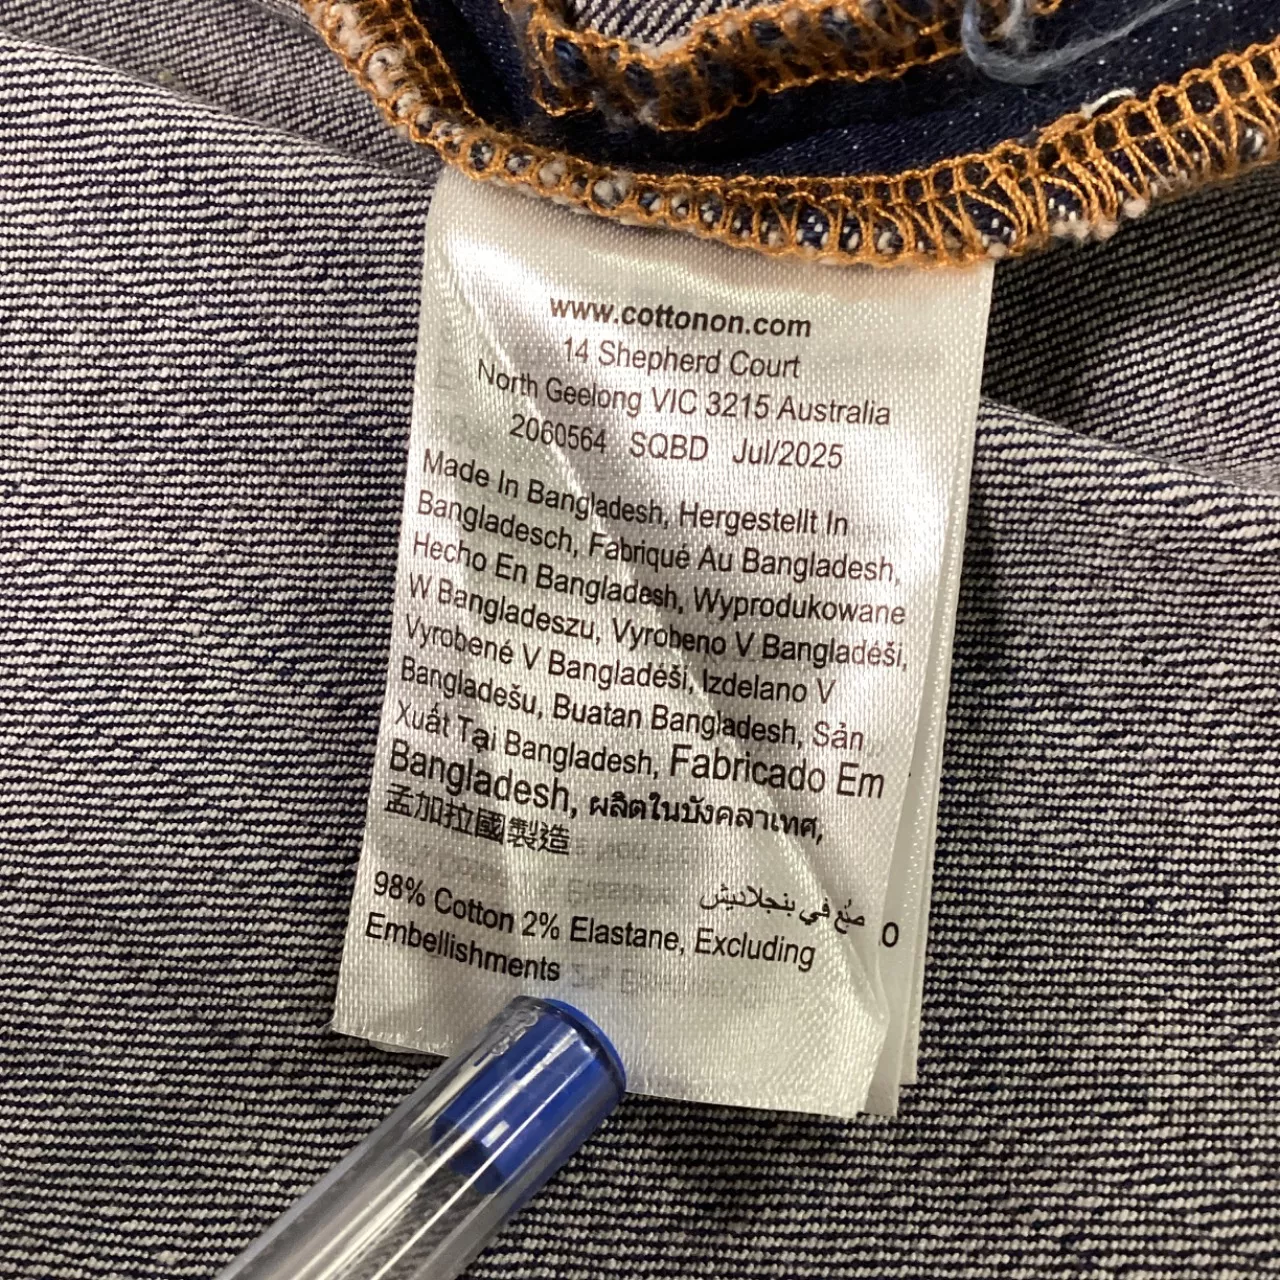 www.cottonon.com
14 Shepherd Court
North Geelong VIC 3215 Australia
2060564 SQBD Jul/2025
Made In Bangladesh, Hergestellt In
Bangladesch, Fabriqué Au Bangladesh,
Hecho En Bangladesh, Wyprodukowane
W Bangladeszu, Vyrobeno V Bangladéši,
Vyrobené V Bangladéši, Izdelano V
Bangladešu, Buatan Bangladesh, Sản
Xuất Tại Bangladesh, Fabricado Em
Bangladesh, ผลิตในบังคลาเทศ,
孟加拉國製造
صنُع في بنجلاديش
98% Cotton 2% Elastane, Excluding
Embellishments